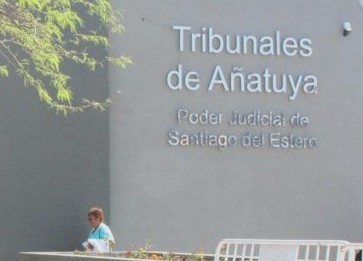 Tribunales
de Añatuya
Poder Judicial de
Santiago del Estero